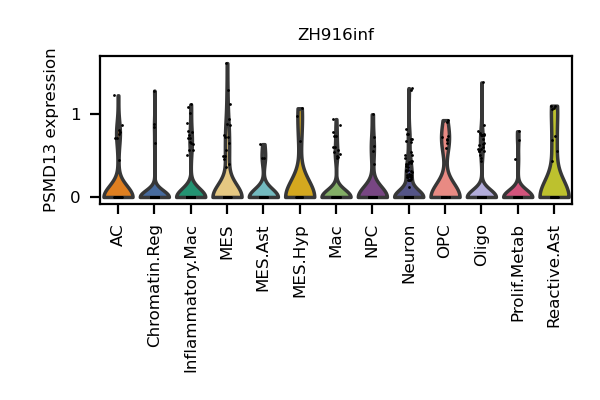 ZH916inf
PSMD13 expression
1
0
AC
Chromatin.Reg
Inflammatory.Mac
MES
MES.Ast
MES.Hyp
Mac
NPC
Neuron
OPC
Oligo
Prolif.Metab
Reactive.Ast